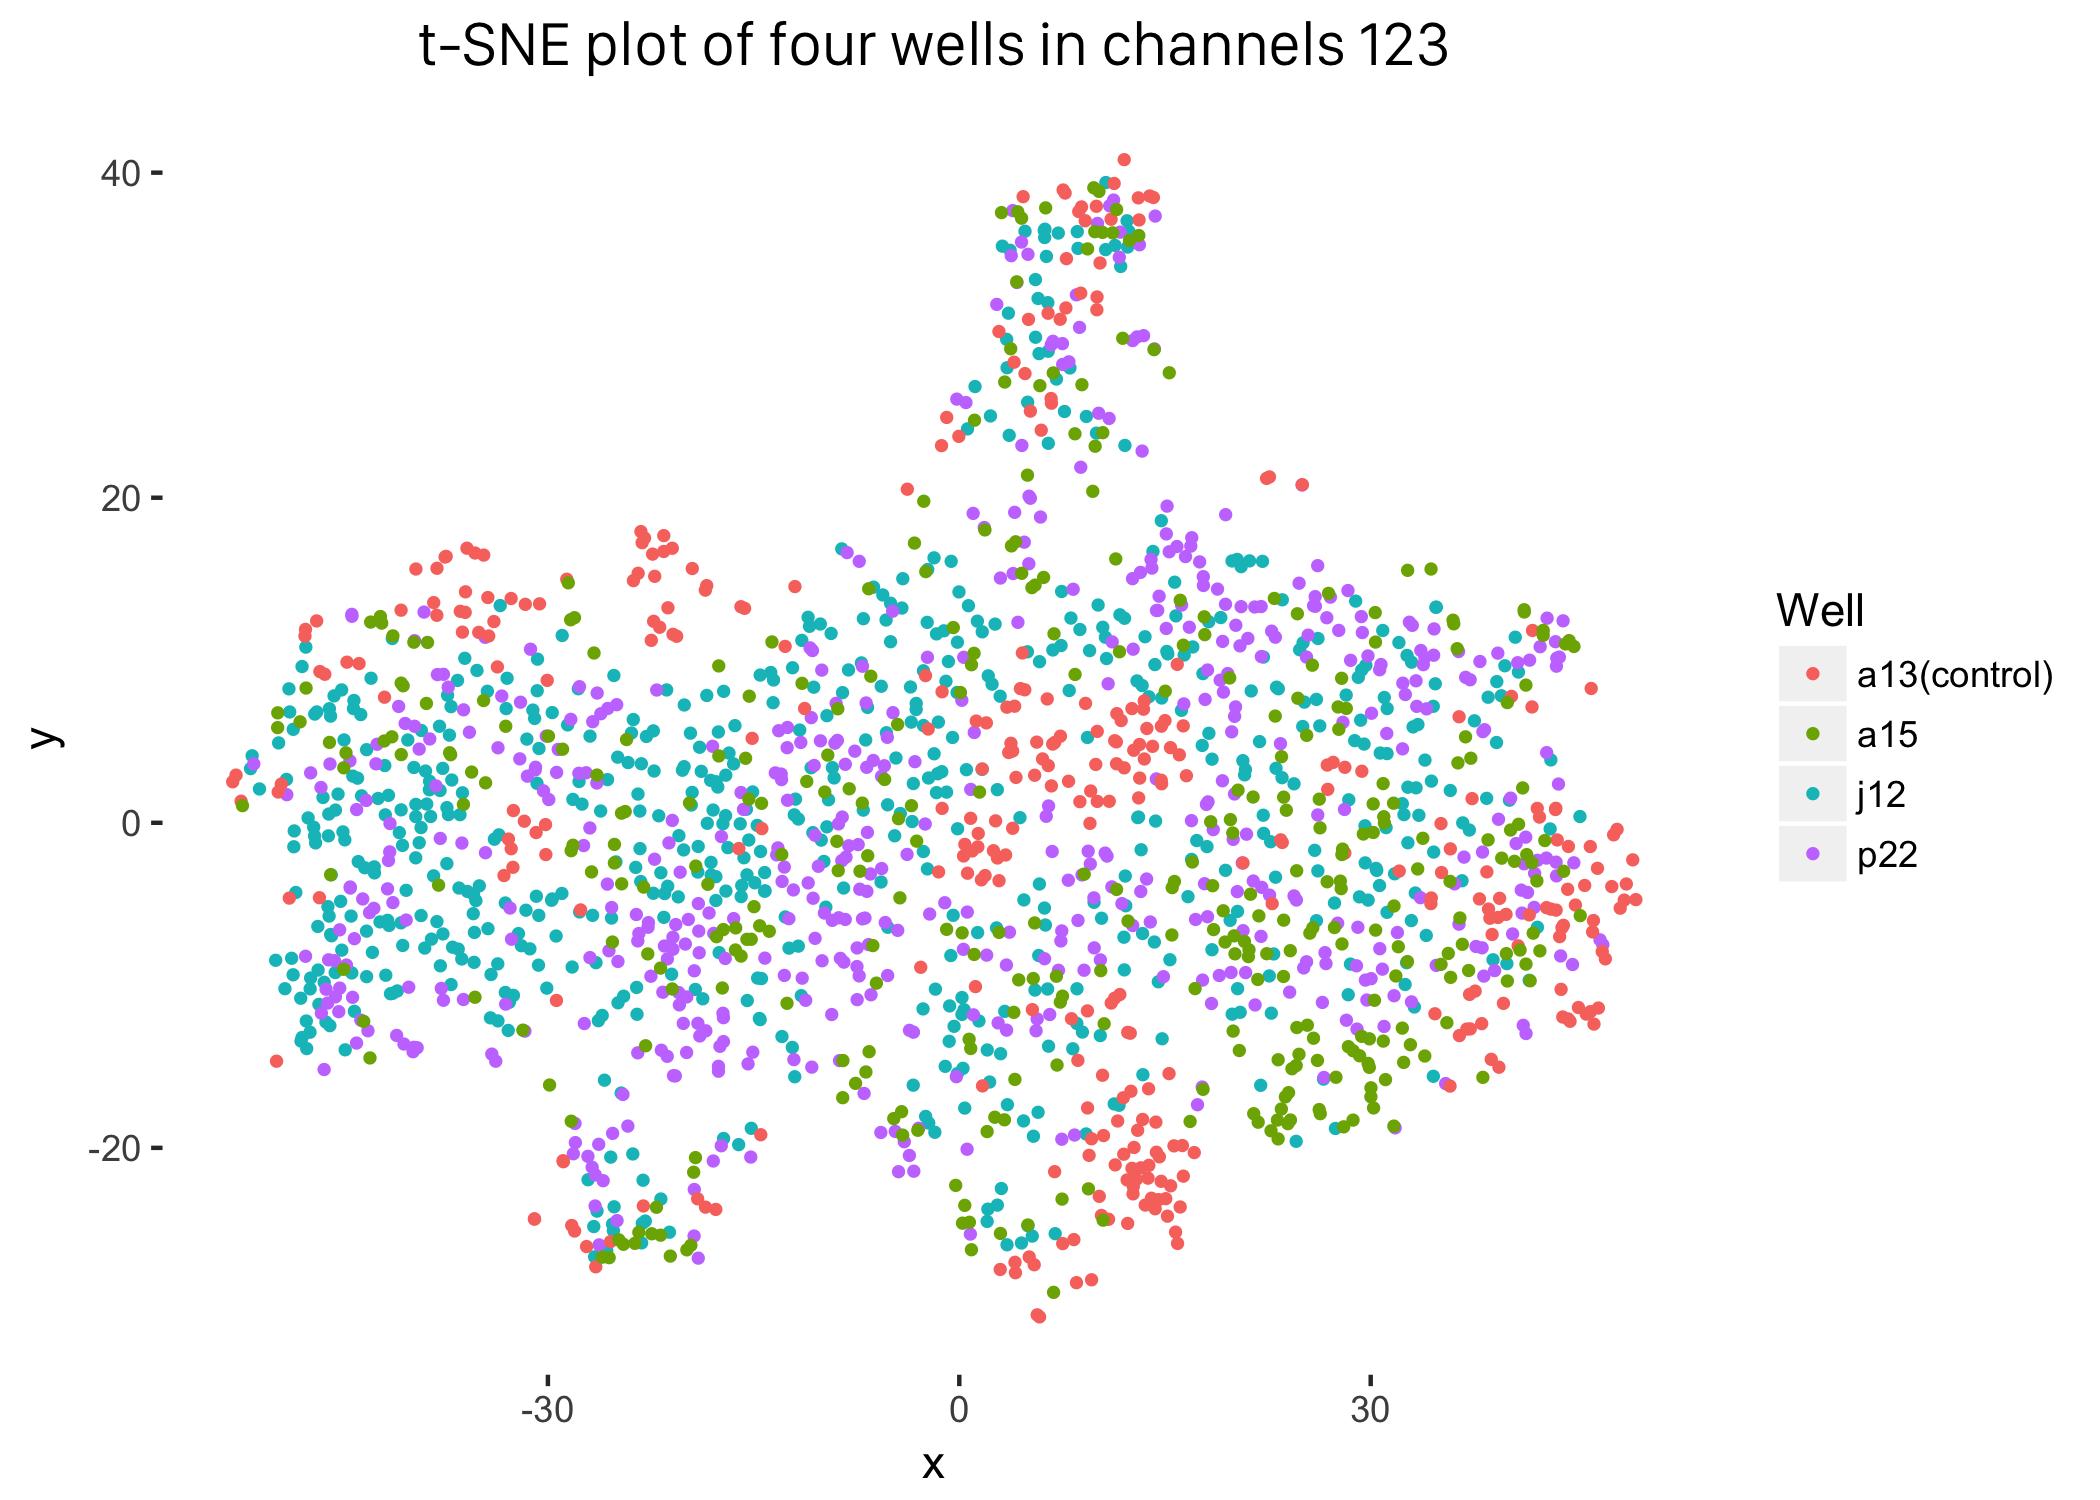 t-SNE plot of four wells in channels 123
40
20
0
-20
y
-30
0
30
x
Well
a13(control)
a15
j12
p22